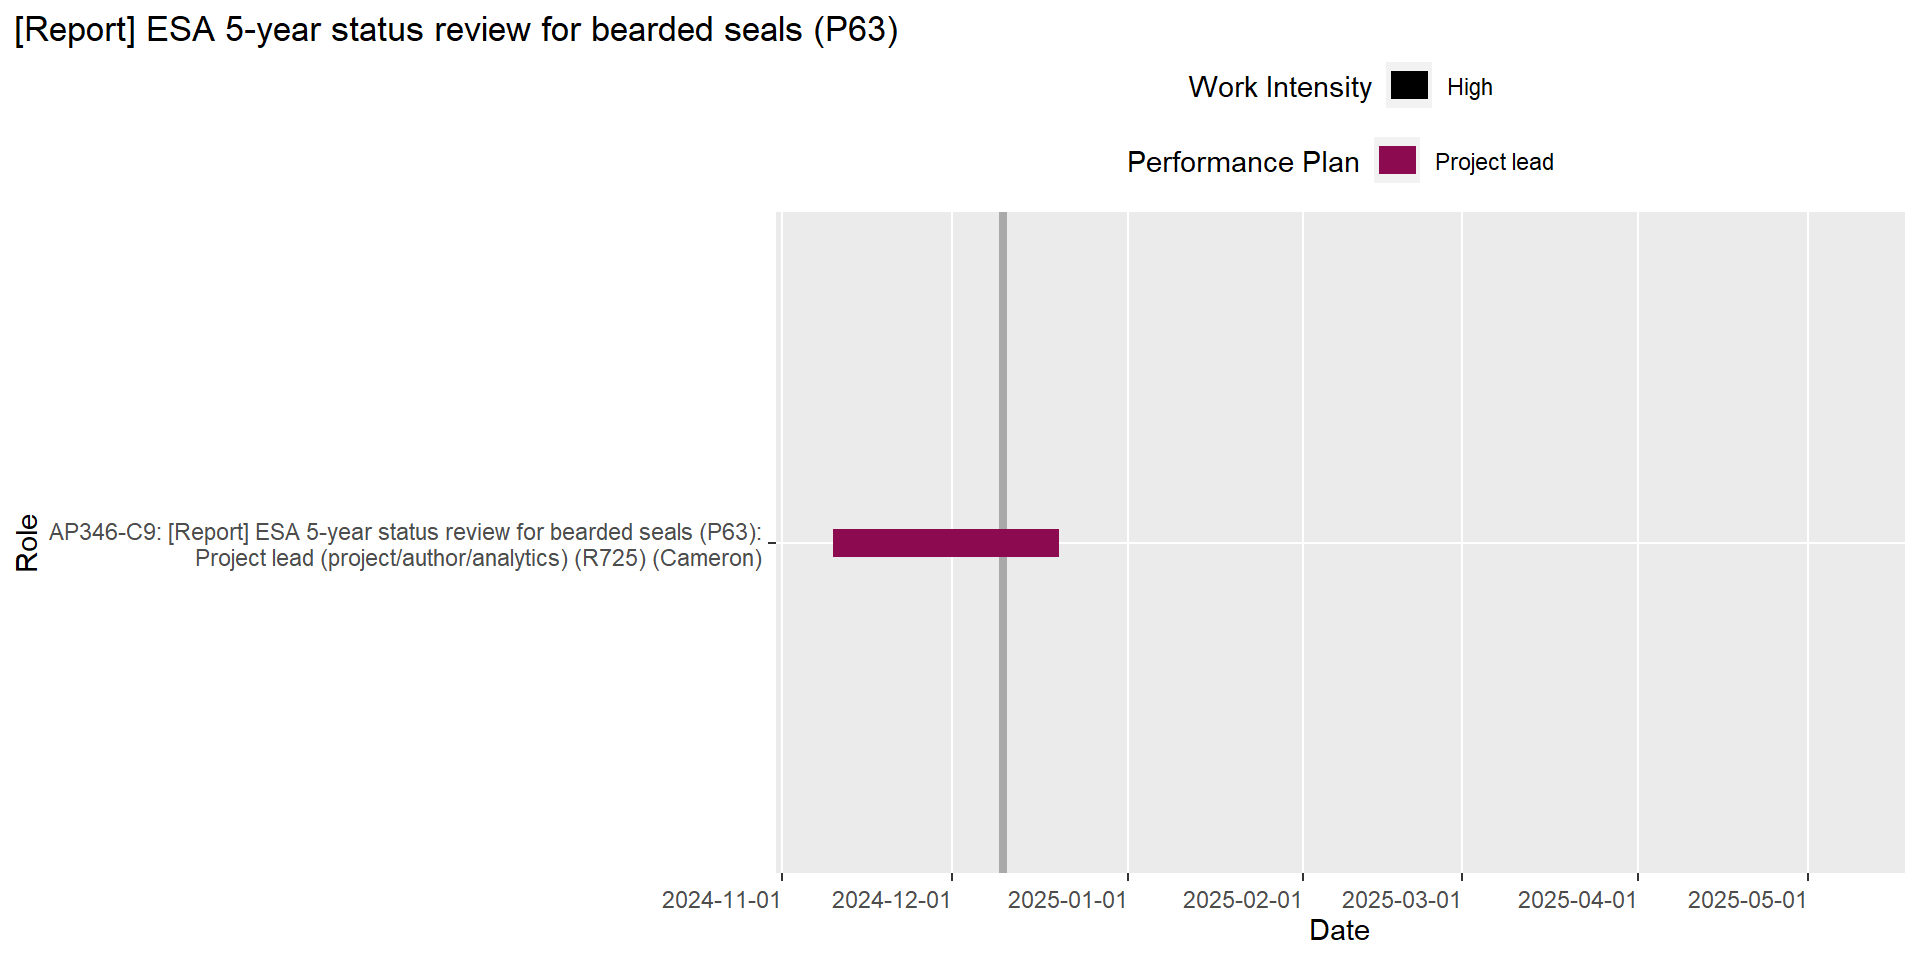 [Report] ESA 5-year status review for bearded seals (P63)
Work Intensity High
Performance Plan Project lead
Role
AP346-C9: [Report] ESA 5-year status review for bearded seals (P63):
Project lead (project/author/analytics) (R725) (Cameron)
2024-11-01 2024-12-01 2025-01-01 2025-02-01 2025-03-01 2025-04-01 2025-05-01
Date